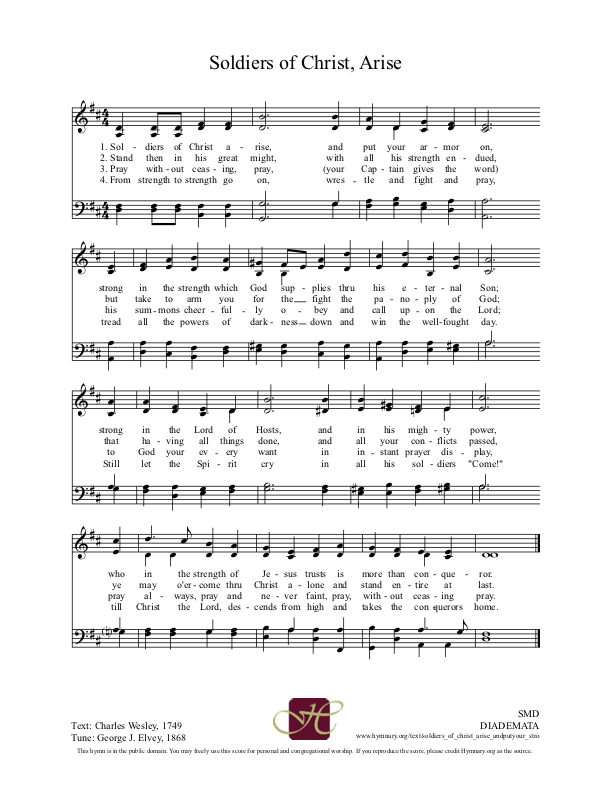 Soldiers of Christ, Arise
1. Sol - diers of Christ a - rise, and put your ar - mor on,
2. Stand then in his great might, with all his strength en - dued,
3. Pray with - out ceas - ing, pray, (your Cap - tain gives the word)
4. From strength to strength go on, wres - tle and fight and pray,
strong in the strength which God sup - plies thru his e - ter - nal Son;
but take to arm you for the fight the pa - no - ply of God;
his sum - mons cheer - ful - ly o - bey and call up - on the Lord;
tread all the powers of dark - ness down and win the well-fought day.
strong in the Lord of Hosts, and in his migh - ty power,
that ha - ving all things done, and all your con - flicts passed,
to God your ev - ery want in in - stant prayer dis - play,
Still let the Spi - rit cry in all his sol - diers "Come!"
who in the strength of Je - sus trusts is more than con - que - ror.
ye may o'er - come thru Christ a - lone and stand en - tire at last.
pray al - ways, pray and ne - ver faint, pray, with - out ceas - ing pray.
till Christ the Lord, des - cends from high and takes the con querors home.
H
SMD
Text: Charles Wesley, 1749 DIADEMATA
Tune: George J. Elvey, 1868 www.hymnary.org/text/soldiers_of_christ_arise_andputyour_stro
This hymn is in the public domain. You may freely use this score for personal and congregational worship. If you reproduce the score, please credit Hymnary.org as the source.